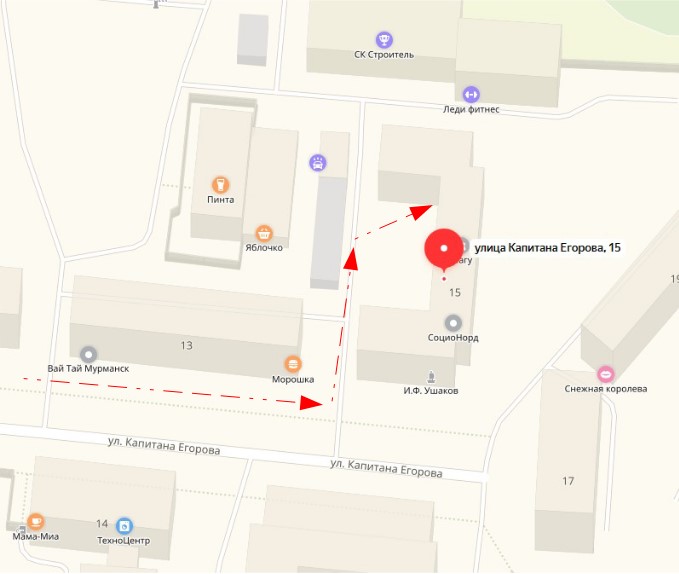 СК Строитель
Леди фитнес
Пинта
Яблочко
улица Капитана Егорова, 15
15
19
13
СоциоНорд
Вай Тай Мурманск
Морошка
И.Ф. Ушаков
Снежная королева
ул. Капитана Егорова
ул. Капитана Егорова
17
14
Мама-Миа
ТехноЦентр